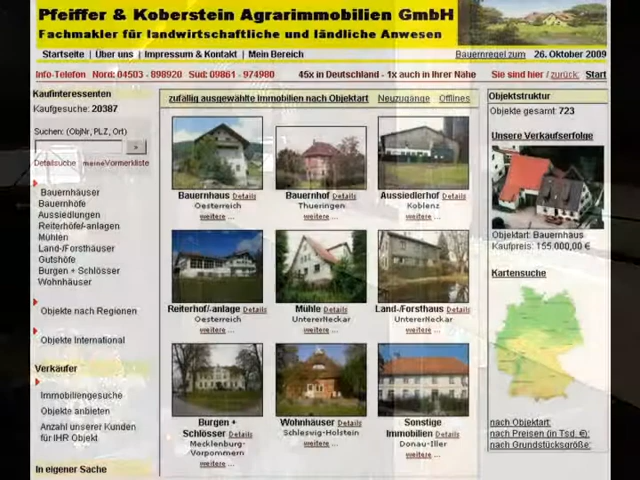 Pfeiffer & Koberstein Agrarimmobilien GmbH
Fachmakler für landwirtschaftliche und ländliche Anwesen
Startseite | Über uns | Impressum & Kontakt | Mein Bereich
Bauernregel zum 26. Oktober 2009
Info-Telefon Nord: 04503 - 898920 Süd: 09861 - 974980
45x in Deutschland - 1x auch in Ihrer Nähe
Sie sind hier / zurück: Start
Kaufinteressenten
Kaufgesuche: 20387
Suchen: (ObjNr, PLZ, Ort)
>
Detailsuche meineVormerkliste
Bauernhäuser
Bauernhöfe
Aussiedlungen
Reiterhöfe/-anlagen
Mühlen
Land-/Forsthäuser
Gutshöfe
Burgen + Schlösser
Wohnhäuser
Objekte nach Regionen
Objekte International
Verkäufer
Immobiliengesuche
Objekte anbieten
Anzahl unserer Kunden
für IHR Objekt
In eigener Sache
zufällig ausgewählte Immobilien nach Objektart Neuzugänge Offlines
Bauernhaus Details
Oesterreich
weitere ...
Bauernhof Details
Thueringen
weitere ...
Aussiedlerhof Details
Koblenz
weitere ...
Reiterhof/-anlage Details
Oesterreich
weitere ...
Mühle Details
UntererNeckar
weitere ...
Land-/Forsthaus Details
UntererNeckar
weitere ...
Burgen +
Schlösser Details
Mecklenburg-
Vorpommern
weitere ...
Wohnhäuser Details
Schleswig-Holstein
weitere ...
Sonstige
Immobilien Details
Donau-Iller
weitere ...
Objektstruktur
Objekte gesamt: 723
Unsere Verkaufserfolge
Objektart: Bauernhaus
Kaufpreis: 155.000,00 €
Kartensuche
nach Objektart:
nach Preisen (in Tsd. €):
nach Grundstücksgröße: